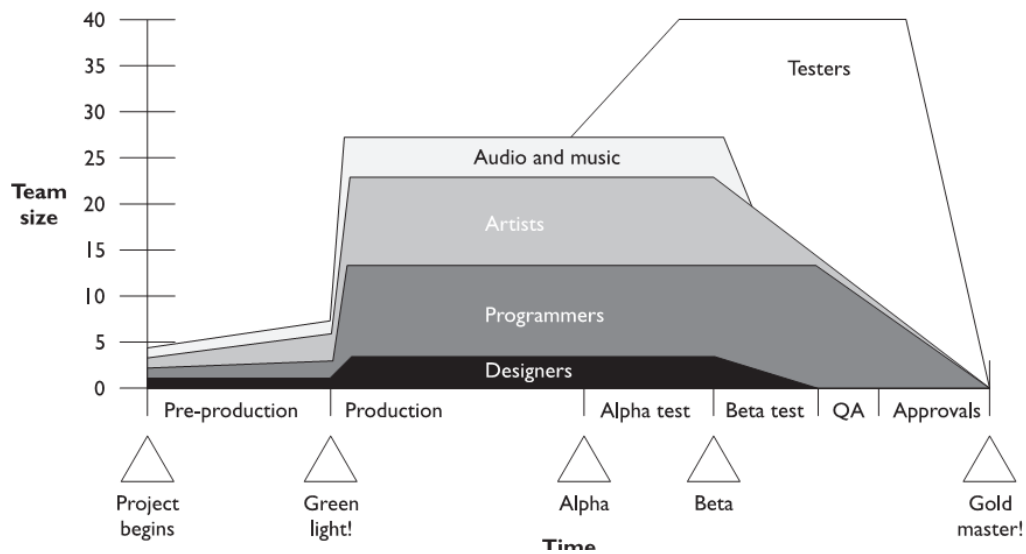 40
35
30
25
20
15
10
5
0
Team
size
Testers
Audio and music
Artists
Programmers
Designers
Pre-production
Production
Alpha test
Beta test
QA
Approvals
Project
begins
Green
light!
Alpha
Beta
Gold
master!
Time